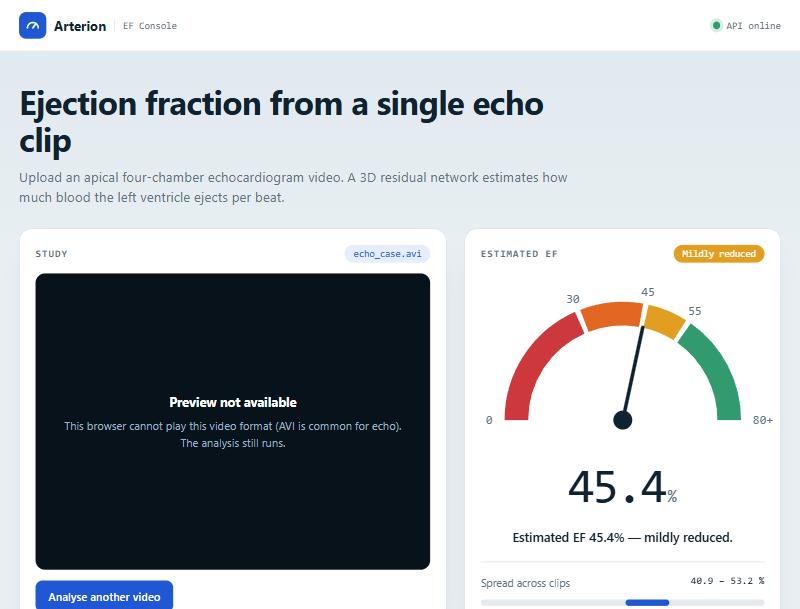 Arterion
EF Console
API online
Ejection fraction from a single echo
clip
Upload an apical four-chamber echocardiogram video. A 3D residual network estimates how
much blood the left ventricle ejects per beat.
STUDY
echo_case.avi
Preview not available
This browser cannot play this video format (AVI is common for echo).
The analysis still runs.
Analyse another video
ESTIMATED EF
Mildly reduced
0
30
45
55
80+
45.4%
Estimated EF 45.4% — mildly reduced.
Spread across clips
40.9 – 53.2 %